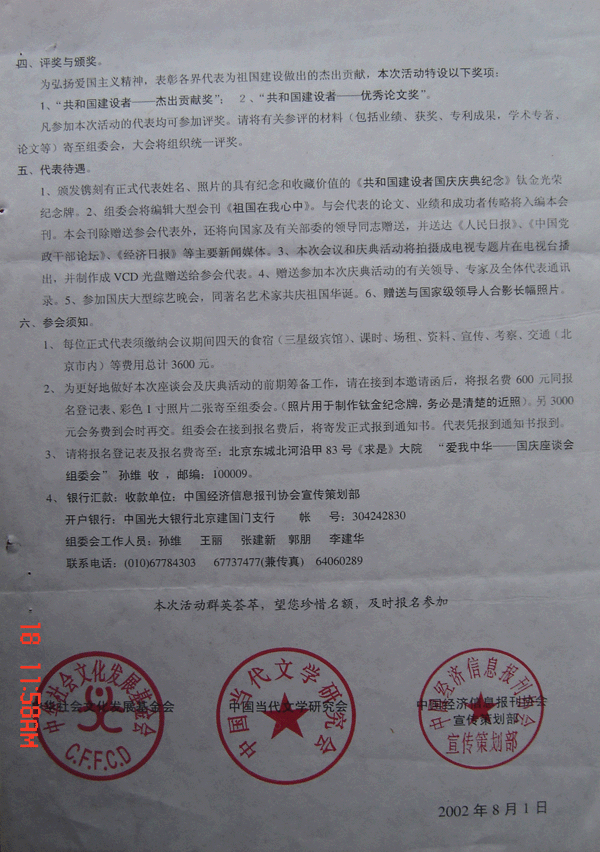 四、评奖与颁奖。
为弘扬爱国主义精神，表彰各界代表为祖国建设做出的杰出贡献，本次活动特设以下奖项：
1、“共和国建设者——杰出贡献奖”； 2、“共和国建设者——优秀论文奖”。
凡参加本次活动的代表均可参加评奖。请将有关参评的材料（包括业绩、获奖、专利成果，学术专著、
论文等）寄至组委会，大会将组织统一评奖。
五、代表待遇。
1、颁发镌刻有正式代表姓名、照片的具有纪念和收藏价值的《共和国建设者国庆庆典纪念》钛金光荣
纪念牌。2、组委会将编辑大型会刊《祖国在我心中》。与会代表的论文、业绩和成功者传略将入编本会
刊。本会刊除赠送参会代表外，还将向国家及有关部委的领导同志赠送，并送达《人民日报》、《中国党
政干部论坛》、《经济日报》等主要新闻媒体。3、本次会议和庆典活动将拍摄成电视专题片在电视台播
出，并制作成 VCD 光盘赠送给参会代表。4、赠送参加本次庆典活动的有关领导、专家及全体代表通讯
录。5、参加国庆大型综艺晚会，同著名艺术家共庆祖国华诞。6、赠送与国家级领导人合影长幅照片。
六、参会须知。
1、 每位正式代表须缴纳会议期间四天的食宿（三星级宾馆）、课时、场租、资料、宣传、考察，交通（北
京市内）等费用总计 3600 元。
2、 为更好地做好本次座谈会及庆典活动的前期筹备工作，请在接到本邀请函后，将报名费 600 元同报
名登记表、彩色 1 寸照片二张寄至组委会。（照片用于制作钛金纪念牌，务必是清楚的近照）。另 3000
元会务费到会时再交。组委会在接到报名费后，将寄发正式报到通知书。代表凭报到通知书报到。
3、 请将报名登记表及报名费寄至：北京东城北河沿甲 83 号《求是》大院 “爱我中华——国庆座谈会
组委会” 孙维 收 ，邮编：100009。
4、 银行汇款：收款单位：中国经济信息报刊协会宣传策划部
开户银行：中国光大银行北京建国门支行 帐 号：304242830
组委会工作人员：孙维 王丽 张建新 郭朋 李建华
联系电话：(010)67784303 67737477(兼传真) 64060289
本次活动群英荟萃，望您珍惜名额，及时报名参加
中华社会文化发展基金会
C.F.F.C.D
中华社会文化发展基金会
中国当代文学研究会
中国当代文学研究会
中国经济信息报刊协会
宣传策划部
中国经济信息报刊协会
宣传策划部
2002 年 8 月 1 日
18 11:58AM